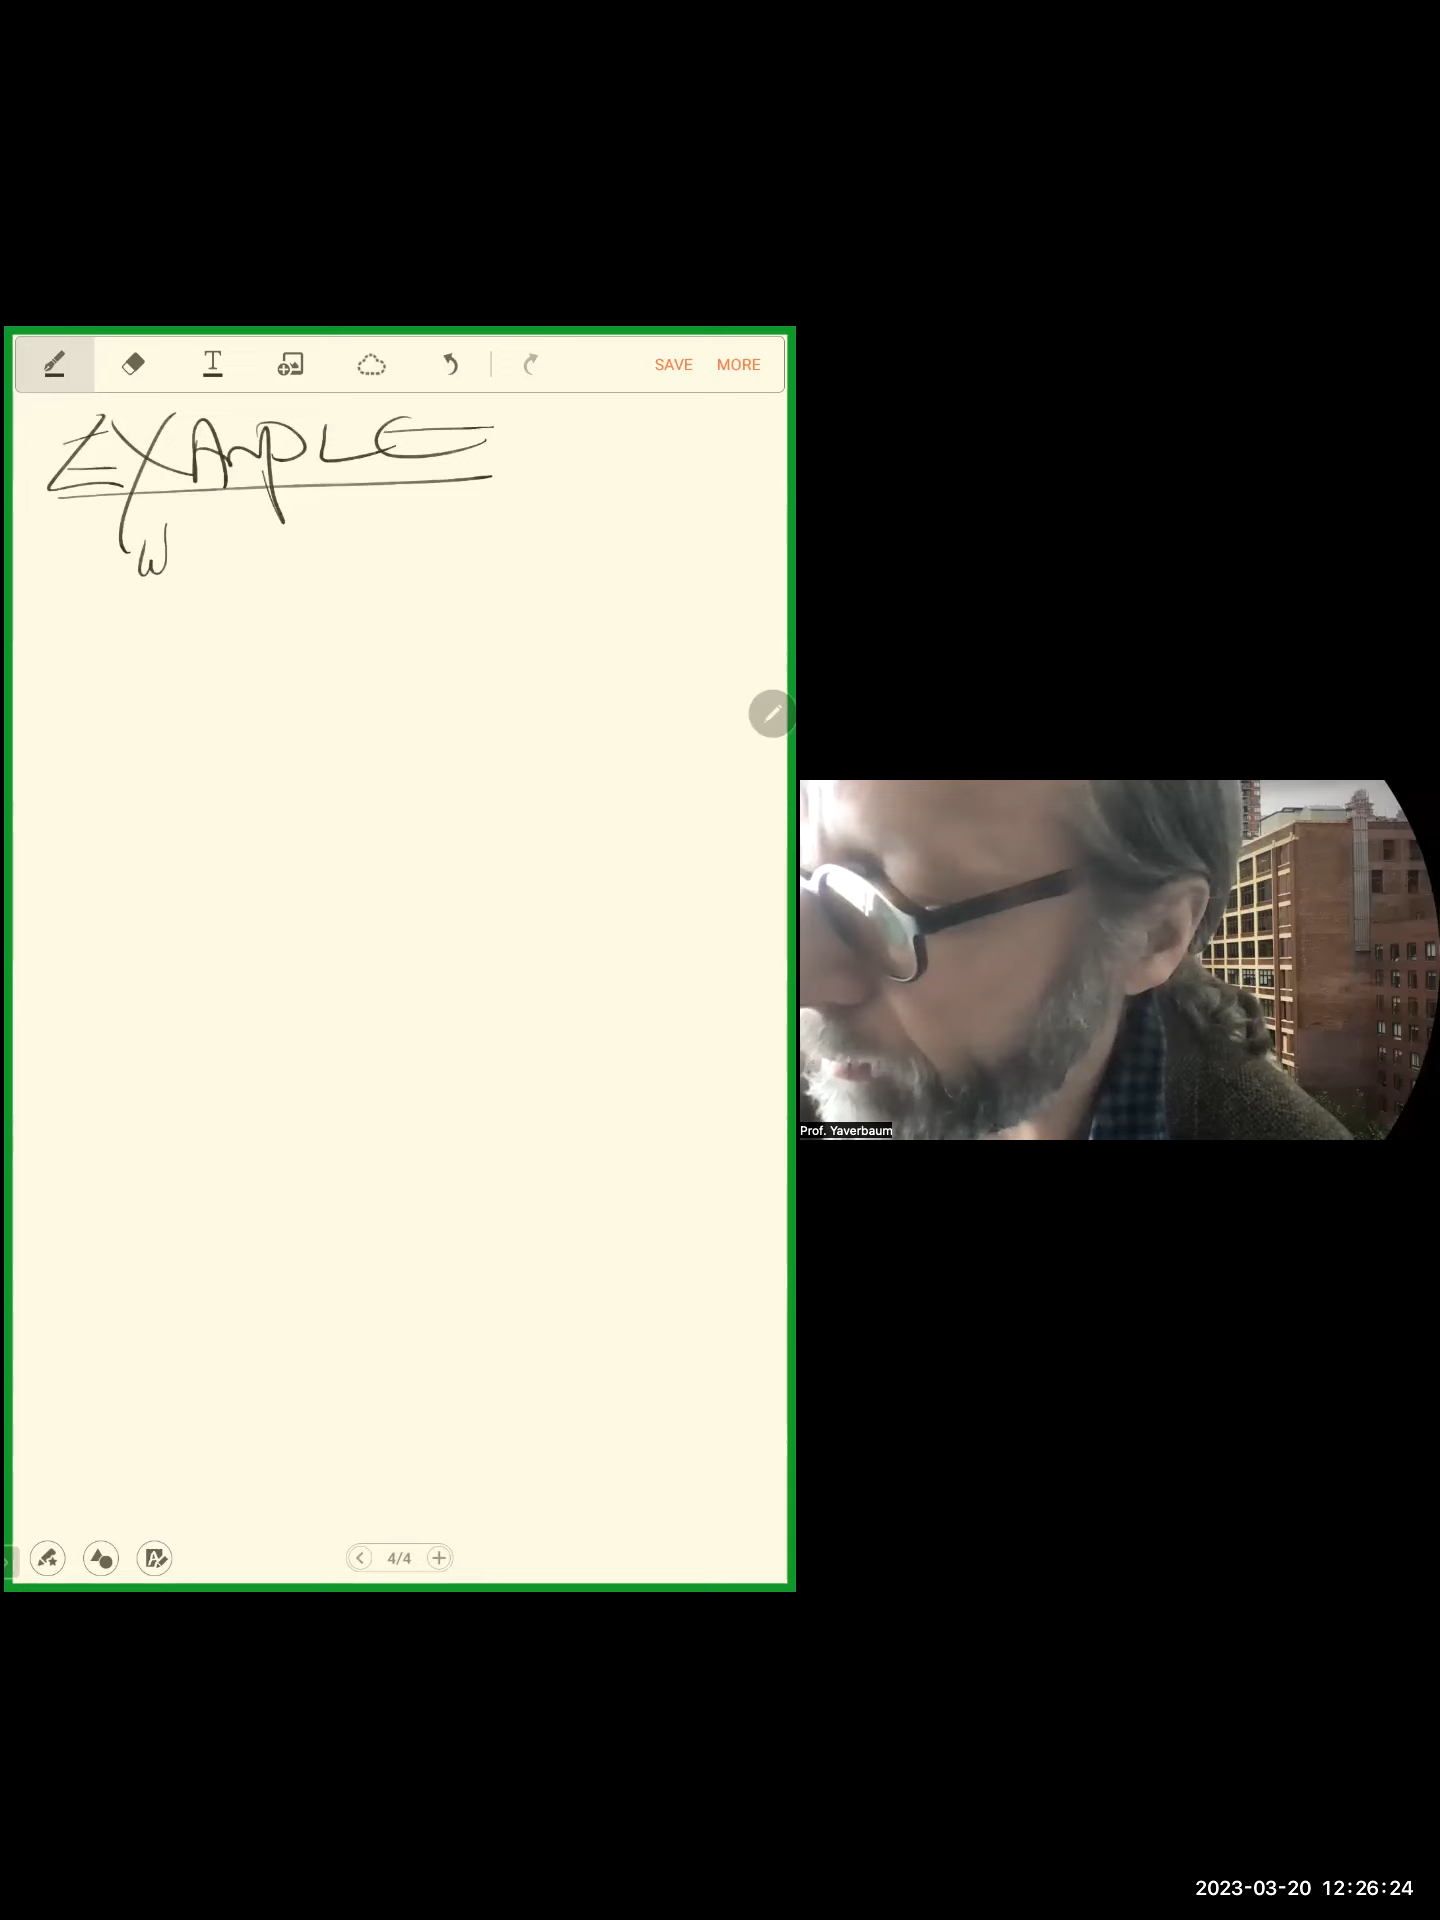 T SAVE MORE
EXAMPLE
W
Prof. Yaverbaum
4/4
2023-03-20 12:26:24